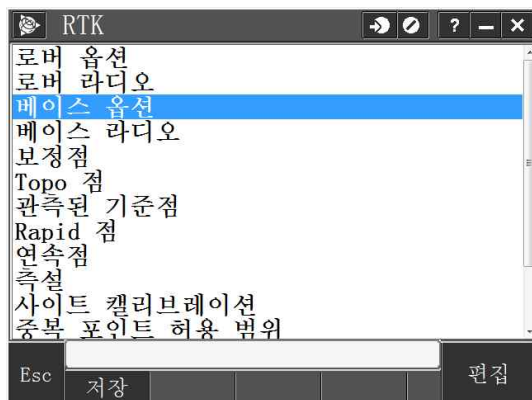 RTK
? – ×
로버 옵션
로버 라디오
베이스 옵션
베이스 라디오
보정점
Topo 점
관측된 기준점
Rapid 점
연속점
측설
사이트 캘리브레이션
중복 포인트 허용 범위
Esc
저장
편집